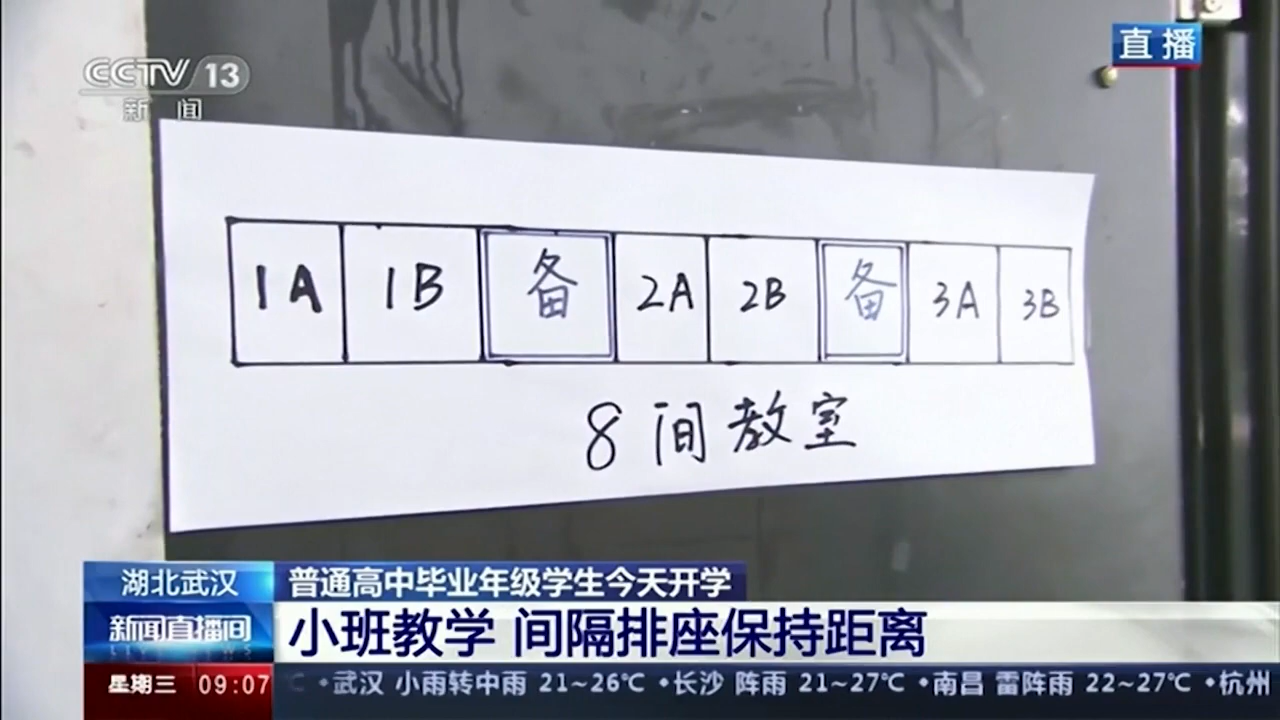 CCTV 13
新闻
直播
1A 1B 备 2A 2B 备 3A 3B
8间教室
湖北武汉
普通高中毕业年级学生今天开学
新闻直播间
小班教学 间隔排座保持距离
星期三 09:07 C •武汉 小雨转中雨 21~26℃ •长沙 阵雨 21~27℃ •南昌 雷阵雨 22~27℃ •杭州